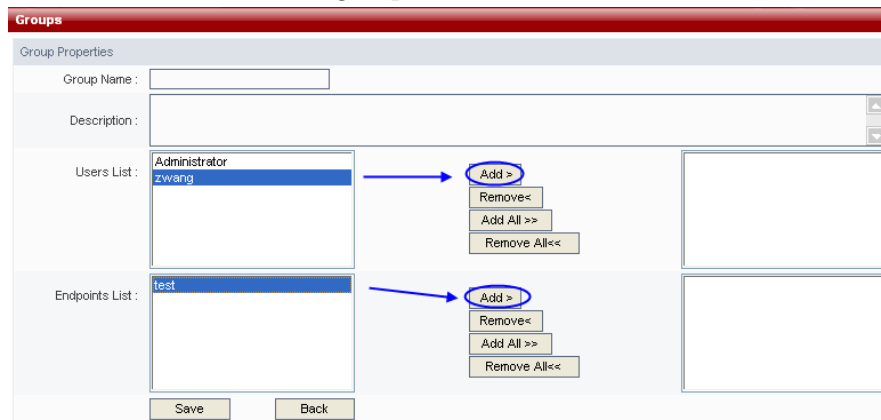 Groups
Group Properties
Group Name :
Description :
Users List :
Administrator
zwang
Add >
Remove<
Add All >>
Remove All<<
Endpoints List :
test
Add >
Remove<
Add All >>
Remove All<<
Save Back